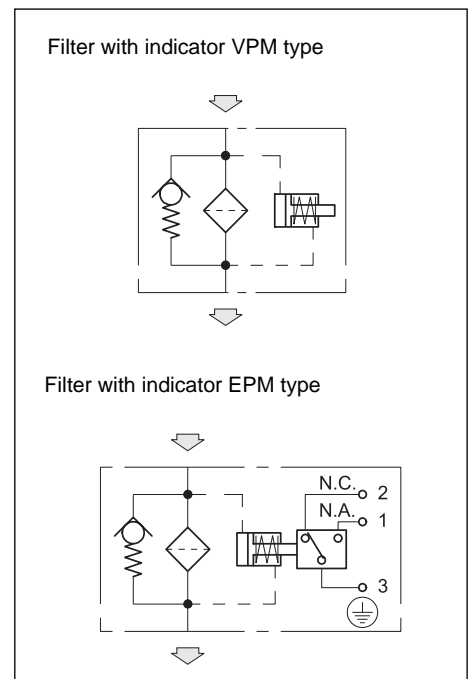 Filter with indicator VPM type
Filter with indicator EPM type
N.C. 2
N.A. 1
3